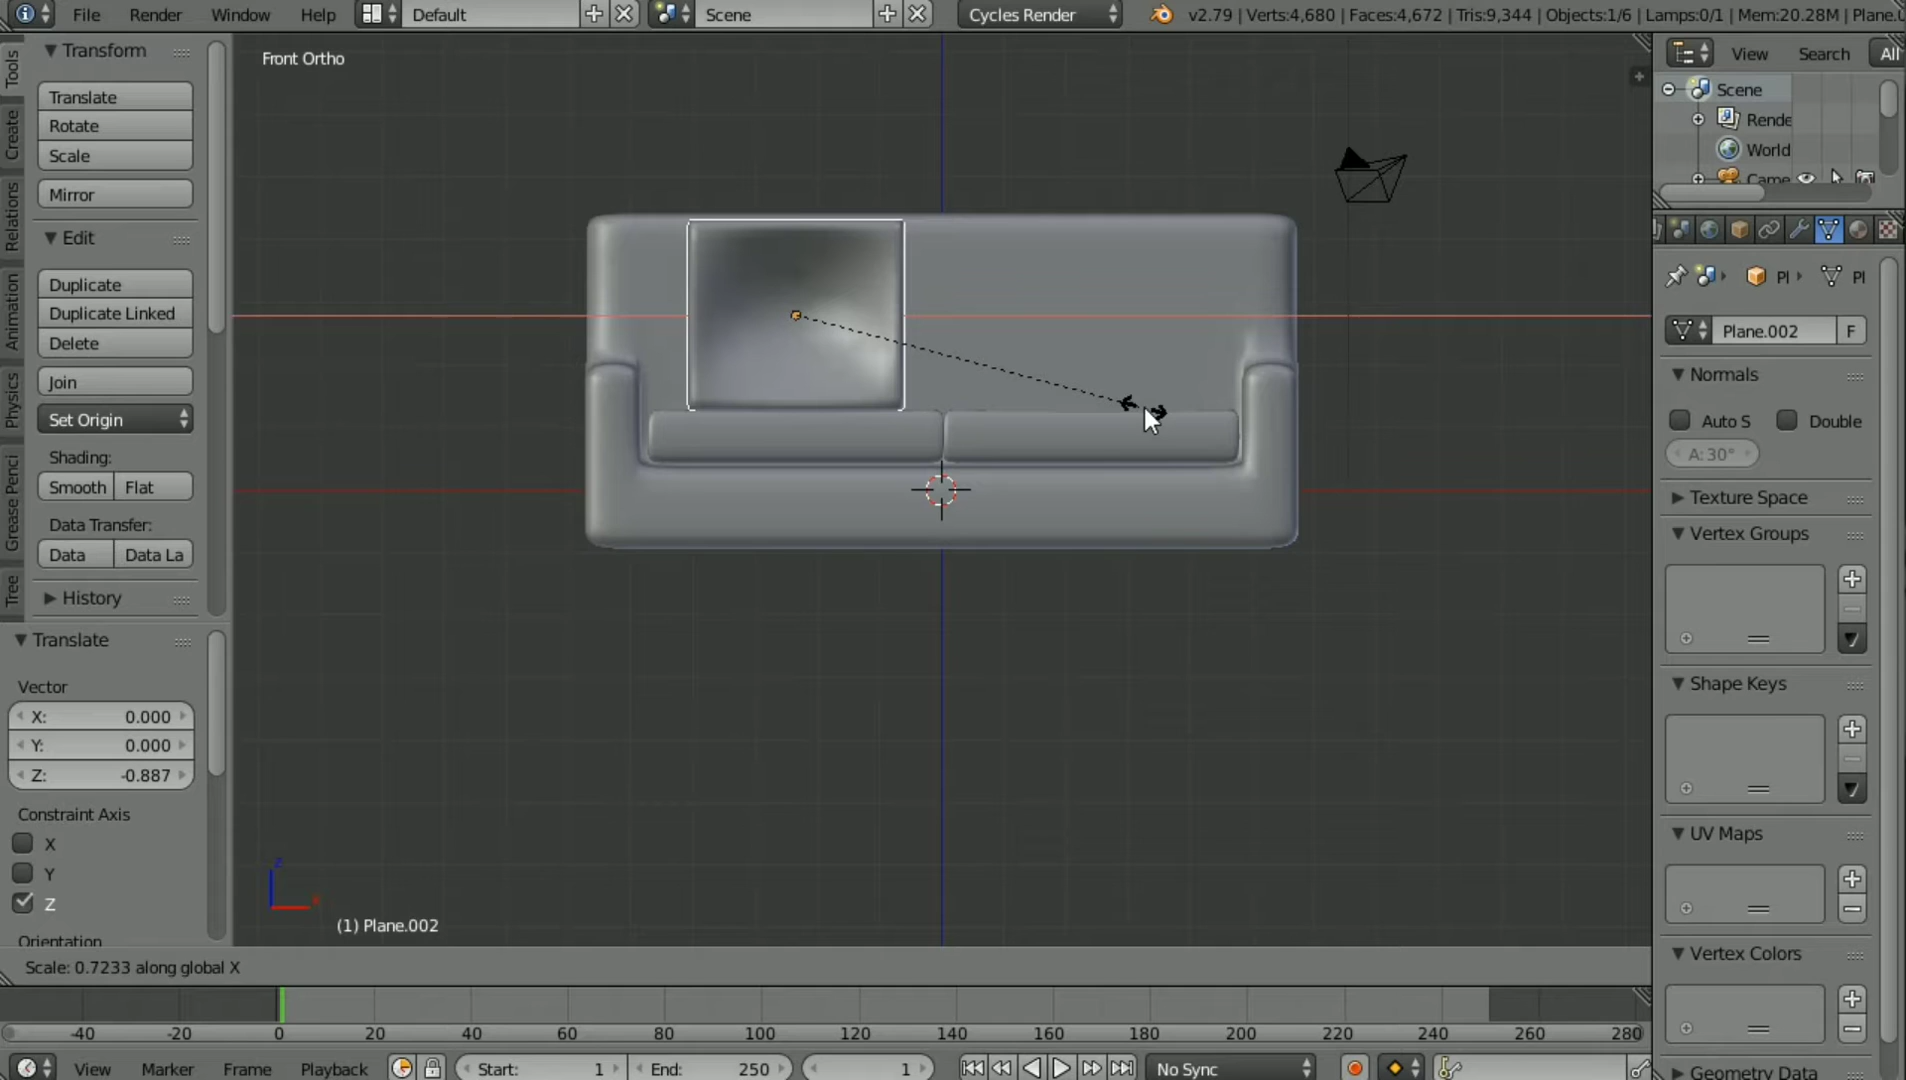 File Render Window Help Default Scene Cycles Render v2.79 | Verts:4,680 | Faces:4,672 | Tris:9,344 | Objects:1/6 | Lamps:0/1 | Mem:20.28M | Plane.
Tools
Create
Relations
Animation
Physics
Grease Penci
Tree
Transform
Translate
Rotate
Scale
Mirror
Edit
Duplicate
Duplicate Linked
Delete
Join
Set Origin
Shading:
Smooth Flat
Data Transfer:
Data Data La
History
Translate
Vector
X: 0.000
Y: 0.000
Z: -0.887
Constraint Axis
X
Y
Z
Orientation
Front Ortho
z
x
(1) Plane.002
Scale: 0.7233 along global X
View Search All
Scene
Rende
World
Came
Pl Pl
Plane.002 F
Normals
Auto S Double
A: 30°
Texture Space
Vertex Groups
Shape Keys
UV Maps
Vertex Colors
Geometry Data
-40 -20 0 20 40 60 80 100 120 140 160 180 200 220 240 260 280
View Marker Frame Playback Start: 1 End: 250 1 No Sync